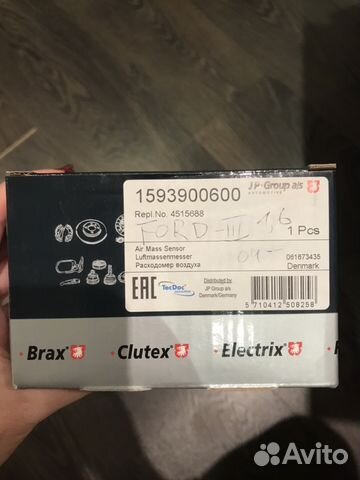 JP Group a/s
AUTOMOTIVE
1593900600
Repl.No. 4515688
FORD-III 1,6
1 Pcs
04-
Air Mass Sensor
Luftmassenmesser
Расходомер воздуха
061673435
Denmark
EAC
TecDoc
Distributed by
JP Group a/s
Denmark/Germany
5 710412 508258
Brax
Clutex
Electrix
Avito